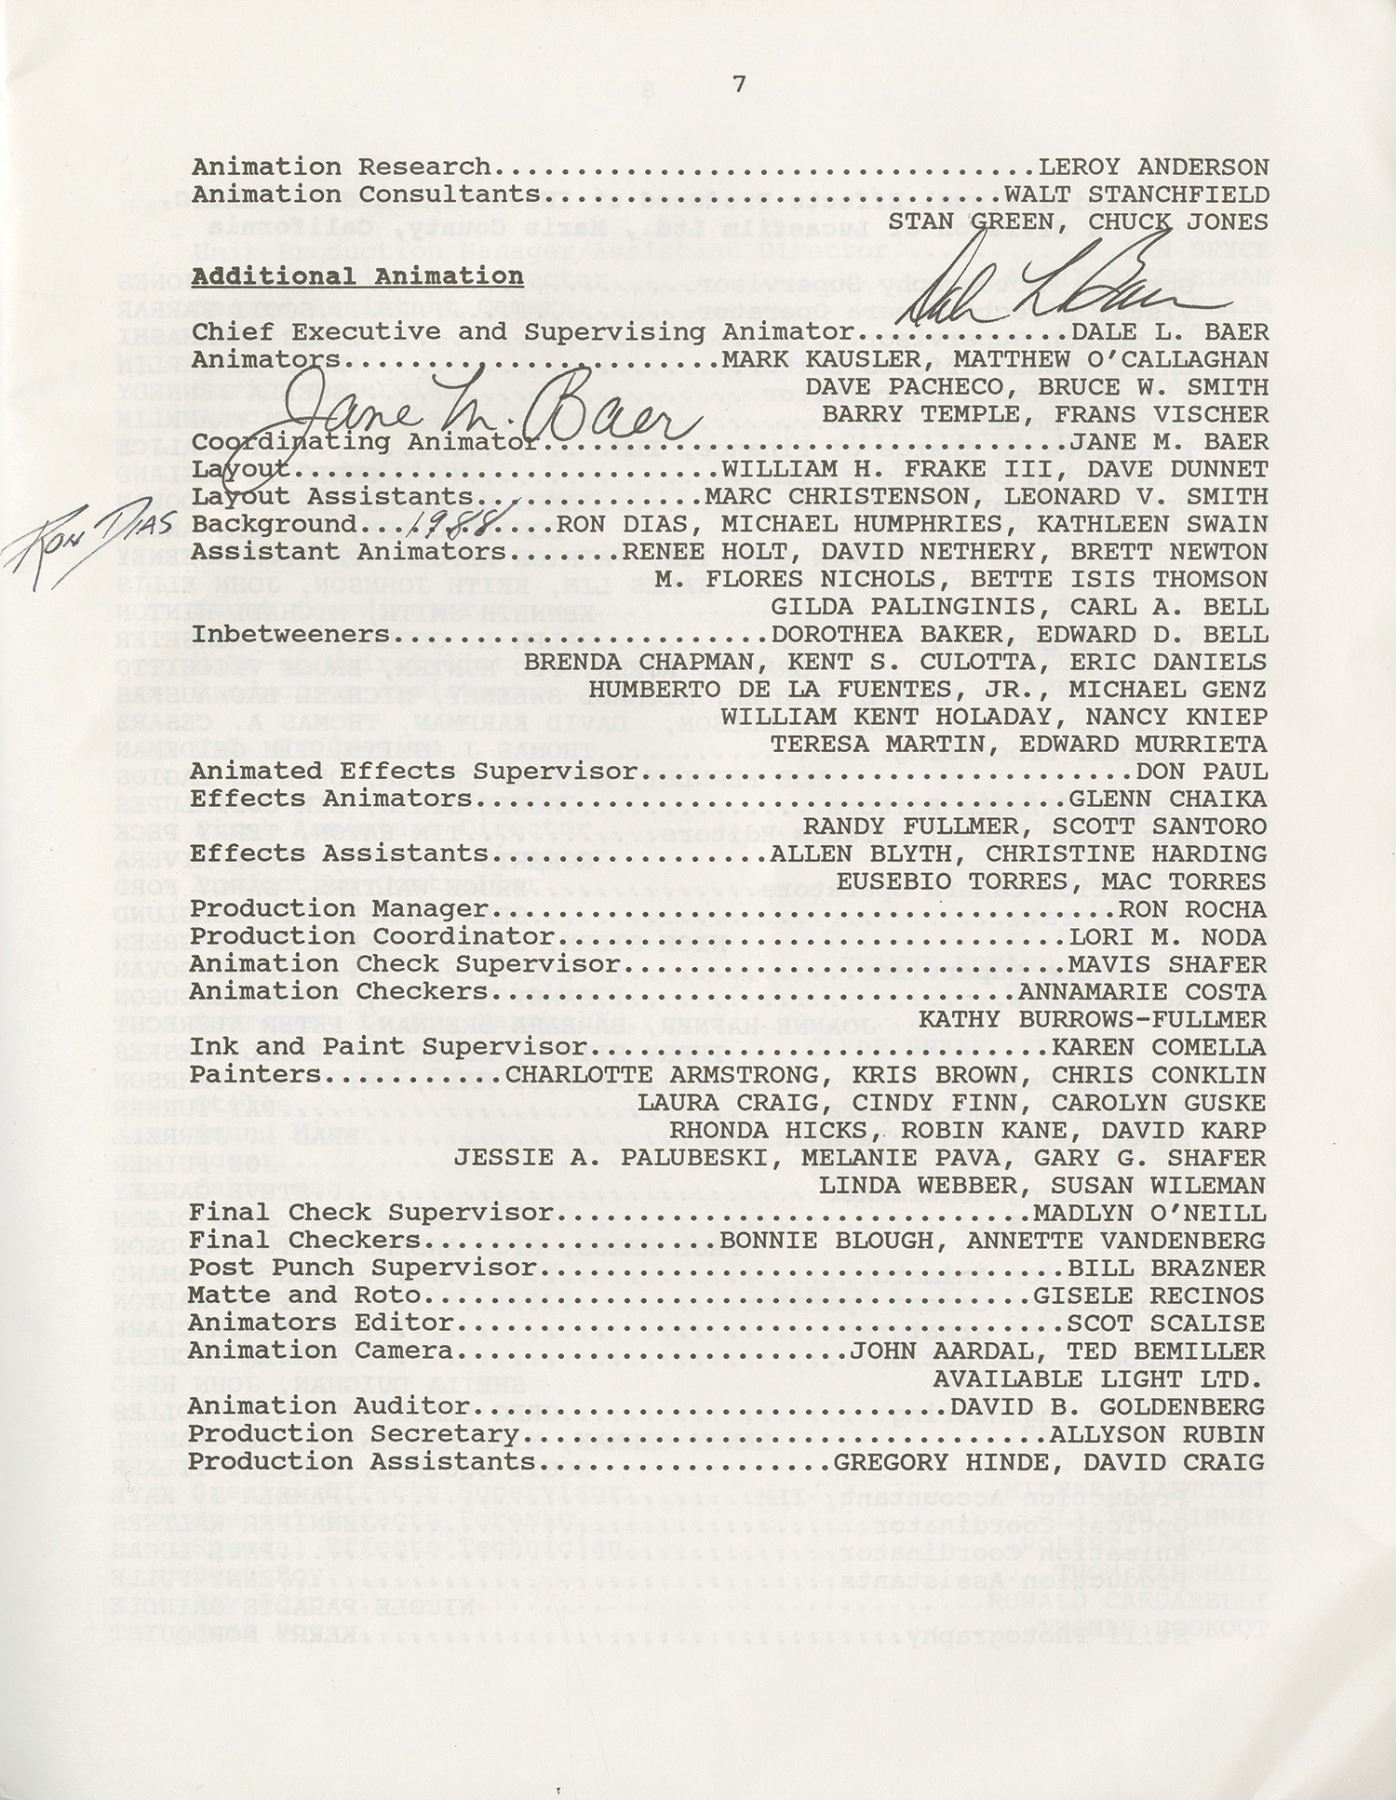 7
Animation Research.................................LEROY ANDERSON
Animation Consultants............................WALT STANCHFIELD
STAN GREEN, CHUCK JONES
Additional Animation
Dale L Baer
Chief Executive and Supervising Animator.............DALE L. BAER
Animators.......................MARK KAUSLER, MATTHEW O'CALLAGHAN
DAVE PACHECO, BRUCE W. SMITH
Jane M. Baer
BARRY TEMPLE, FRANS VISCHER
Coordinating Animator................................JANE M. BAER
Layout..........................WILLIAM H. FRAKE III, DAVE DUNNET
Layout Assistants..............MARC CHRISTENSON, LEONARD V. SMITH
RON DIAS Background...1988....RON DIAS, MICHAEL HUMPHRIES, KATHLEEN SWAIN
Assistant Animators.......RENEE HOLT, DAVID NETHERY, BRETT NEWTON
M. FLORES NICHOLS, BETTE ISIS THOMSON
GILDA PALINGINIS, CARL A. BELL
Inbetweeners.......................DOROTHEA BAKER, EDWARD D. BELL
BRENDA CHAPMAN, KENT S. CULOTTA, ERIC DANIELS
HUMBERTO DE LA FUENTES, JR., MICHAEL GENZ
WILLIAM KENT HOLADAY, NANCY KNIEP
TERESA MARTIN, EDWARD MURRIETA
Animated Effects Supervisor..............................DON PAUL
Effects Animators....................................GLENN CHAIKA
RANDY FULLMER, SCOTT SANTORO
Effects Assistants.................ALLEN BLYTH, CHRISTINE HARDING
EUSEBIO TORRES, MAC TORRES
Production Manager......................................RON ROCHA
Production Coordinator...............................LORI M. NODA
Animation Check Supervisor...........................MAVIS SHAFER
Animation Checkers................................ANNAMARIE COSTA
KATHY BURROWS-FULLMER
Ink and Paint Supervisor............................KAREN COMELLA
Painters...........CHARLOTTE ARMSTRONG, KRIS BROWN, CHRIS CONKLIN
LAURA CRAIG, CINDY FINN, CAROLYN GUSKE
RHONDA HICKS, ROBIN KANE, DAVID KARP
JESSIE A. PALUBESKI, MELANIE PAVA, GARY G. SHAFER
LINDA WEBBER, SUSAN WILEMAN
Final Check Supervisor.............................MADLYN O'NEILL
Final Checkers..................BONNIE BLOUGH, ANNETTE VANDENBERG
Post Punch Supervisor................................BILL BRAZNER
Matte and Roto.....................................GISELE RECINOS
Animators Editor.....................................SCOT SCALISE
Animation Camera........................JOHN AARDAL, TED BEMILLER
AVAILABLE LIGHT LTD.
Animation Auditor.............................DAVID B. GOLDENBERG
Production Secretary................................ALLYSON RUBIN
Production Assistants..................GREGORY HINDE, DAVID CRAIG